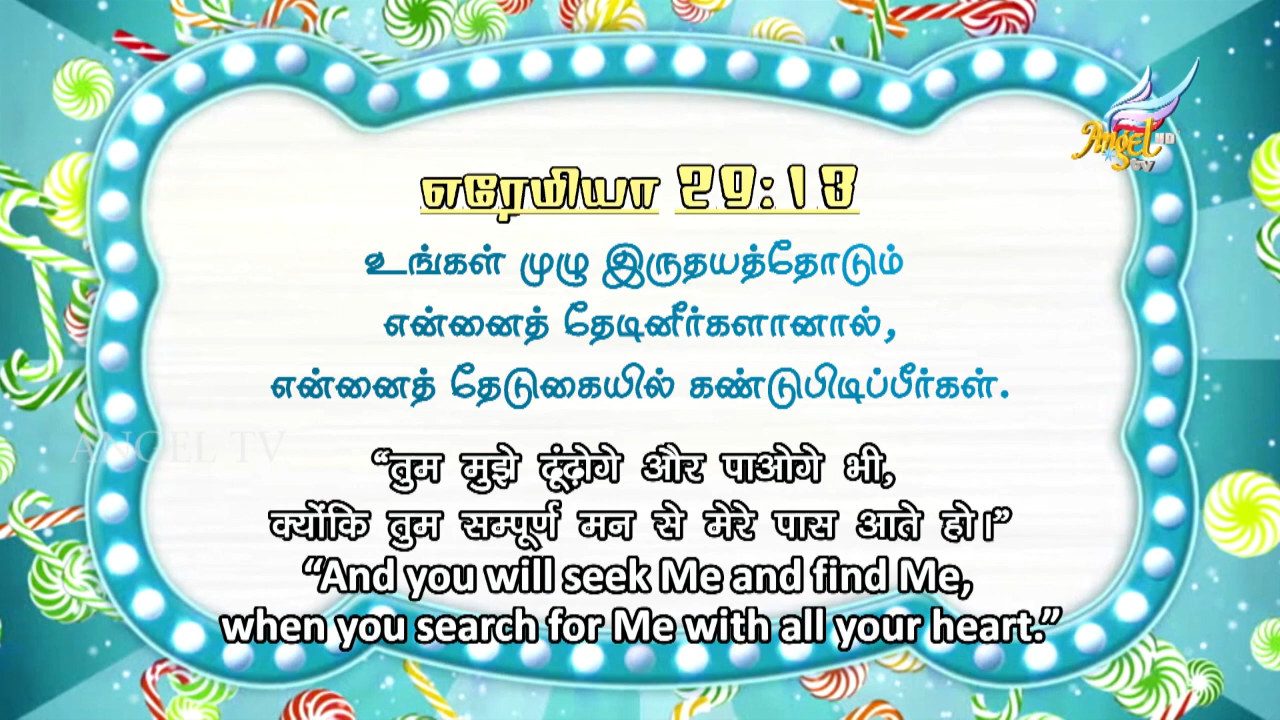 Angel HD
TV
எரேமியா 29:13
உங்கள் முழு இருதயத்தோடும்
என்னைத் தேடினீர்களானால்,
என்னைத் தேடுகையில் கண்டுபிடிப்பீர்கள்.
ANGEL TV
“तुम मुझे ढूंढ़ोगे और पाओगे भी,
क्योंकि तुम सम्पूर्ण मन से मेरे पास आते हो।”
“And you will seek Me and find Me,
when you search for Me with all your heart.”